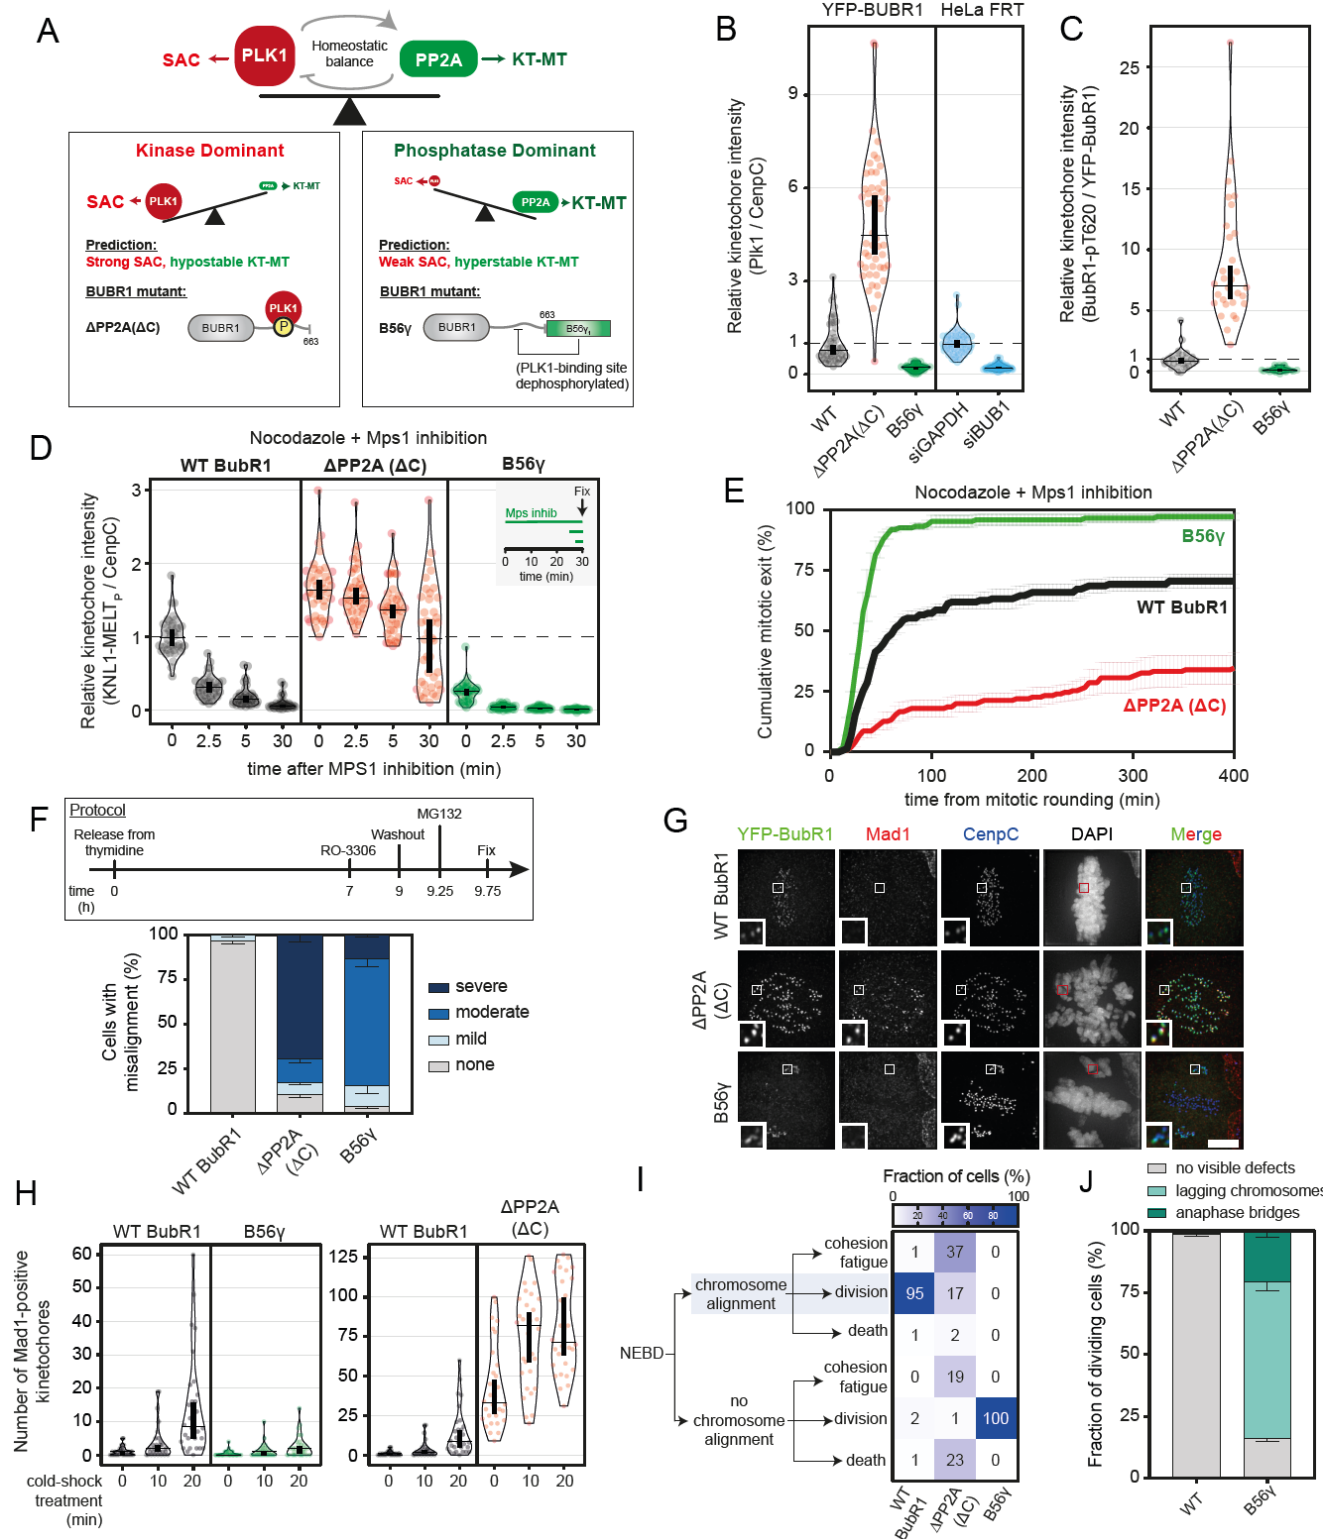 A
SAC
PLK1
Homeostatic
balance
PP2A
KT-MT
Kinase Dominant
SAC
PLK1
PP2A
KT-MT
Prediction:
Strong SAC, hypostable KT-MT
BUBR1 mutant:
ΔPP2A(ΔC)
BUBR1
PLK1
P
663
Phosphatase Dominant
SAC
PP2A
KT-MT
Prediction:
Weak SAC, hyperstable KT-MT
BUBR1 mutant:
B56γ
BUBR1
663
B56γ₁
(PLK1-binding site
dephosphorylated)
B
YFP-BUBR1
HeLa FRT
Relative kinetochore intensity
(Plk1 / CenpC)
9
6
3
1
0
WT
ΔPP2A(ΔC)
B56γ
siGAPDH
siBUB1
C
Relative kinetochore intensity
(BubR1-pT620 / YFP-BubR1)
25
20
15
10
5
1
0
WT
ΔPP2A(ΔC)
B56γ
D
Nocodazole + Mps1 inhibition
WT BubR1
ΔPP2A (ΔC)
B56γ
Relative kinetochore intensity
(KNL1-MELTP / CenpC)
3
2
1
0
Fix
Mps inhib
0 10 30
time (min)
0 2.5 5 30
0 2.5 5 30
0 2.5 5 30
time after MPS1 inhibition (min)
E
Nocodazole + Mps1 inhibition
Cumulative mitotic exit (%)
100
75
50
25
0
B56γ
WT BubR1
ΔPP2A (ΔC)
0 100 200 300 400
time from mitotic rounding (min)
F
Protocol
Release from
thymidine
RO-3306
Washout
MG132
Fix
time
(h)
0 7 9 9.25 9.75
Cells with
misalignment (%)
100
75
50
25
0
severe
moderate
mild
none
WT BubR1
ΔPP2A
(ΔC)
B56γ
G
YFP-BubR1
Mad1
CenpC
DAPI
Merge
WT BubR1
ΔPP2A
(ΔC)
B56γ
H
WT BubR1
B56γ
WT BubR1
ΔPP2A
(ΔC)
Number of Mad1-positive
kinetochores
60
50
40
30
20
10
0
125
100
75
50
25
0
cold-shock
treatment
(min)
0 10 20
0 10 20
0 10 20
0 10 20
I
Fraction of cells (%)
0 100
20 40 60 80
NEBD
chromosome
alignment
no
chromosome
alignment
cohesion
fatigue
1 37 0
division
95 17 0
death
1 2 0
cohesion
fatigue
0 19 0
division
2 1 100
death
1 23 0
WT
BubR1
ΔPP2A
(ΔC)
B56γ
J
no visible defects
lagging chromosomes
anaphase bridges
Fraction of dividing cells (%)
100
75
50
25
0
WT
B56γ